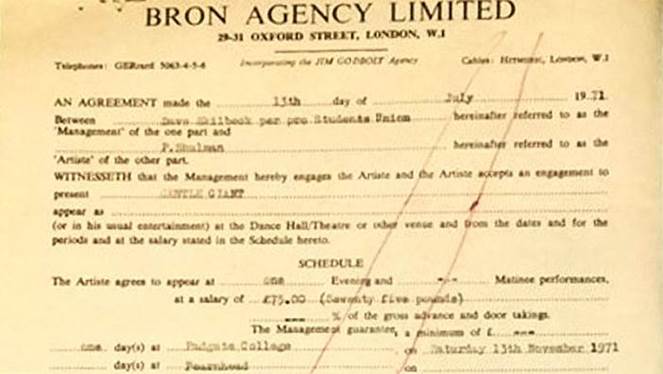 BRON AGENCY LIMITED
29-31 OXFORD STREET, LONDON, W.1
Telephones: GERrard 5063-4-5-6 Incorporating the JIM GODBOLT Agency Cables: London, W.1
AN AGREEMENT made the 13th day of July 1971
Between Dave Skilbeck per pro Students Union hereinafter referred to as the
'Management' of the one part and
P.Shulman hereinafter referred to as the
'Artiste' of the other part.
WITNESSETH that the Management hereby engages the Artiste and the Artiste accepts an engagement to
present GENTLE GIANT
appear as
(or in his usual entertainment) at the Dance Hall/Theatre or other venue and from the dates and for the
periods and at the salary stated in the Schedule hereto.
SCHEDULE
The Artiste agrees to appear at one Evening and --- Matinee performances,
at a salary of £75.00 (Seventy five pounds)
--- % of the gross advance and door takings.
The Management guarantee, a minimum of £ ---
one day(s) at Padgate College on Saturday 13th November 1971
day(s) at Fearnhead on